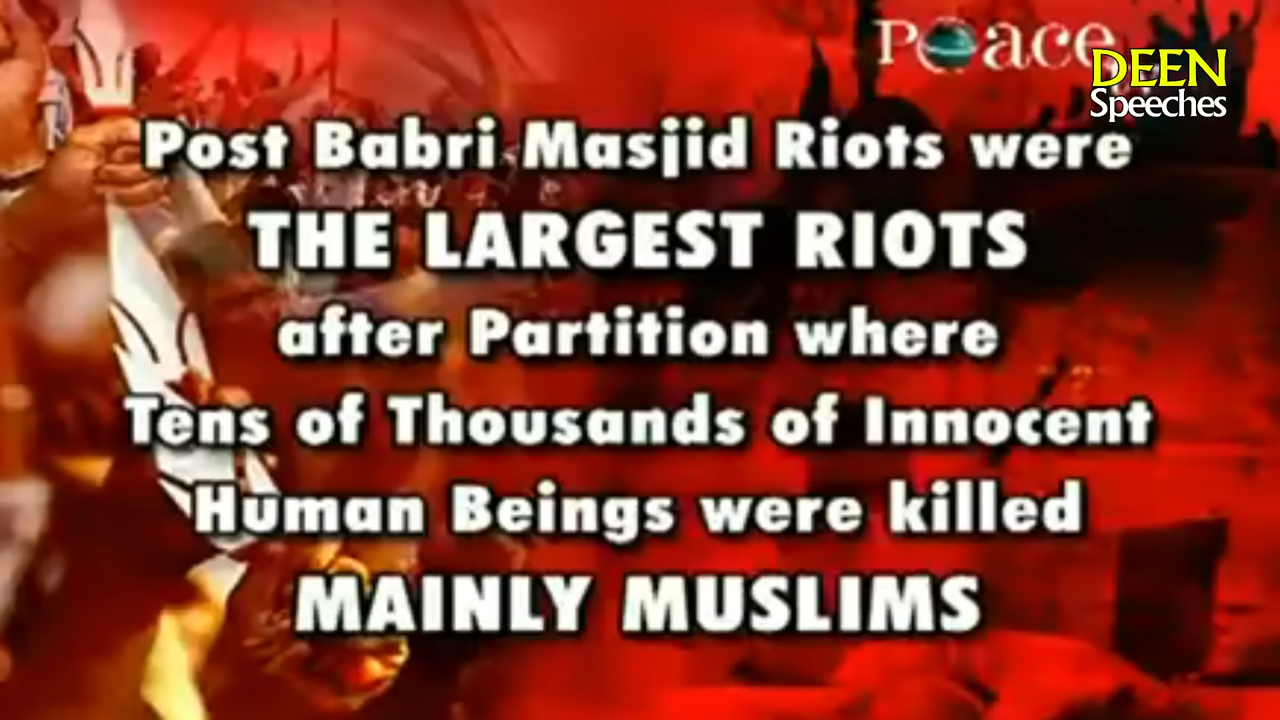 Peace
DEEN
Speeches
Post Babri Masjid Riots were
THE LARGEST RIOTS
after Partition where
Tens of Thousands of Innocent
Human Beings were killed
MAINLY MUSLIMS